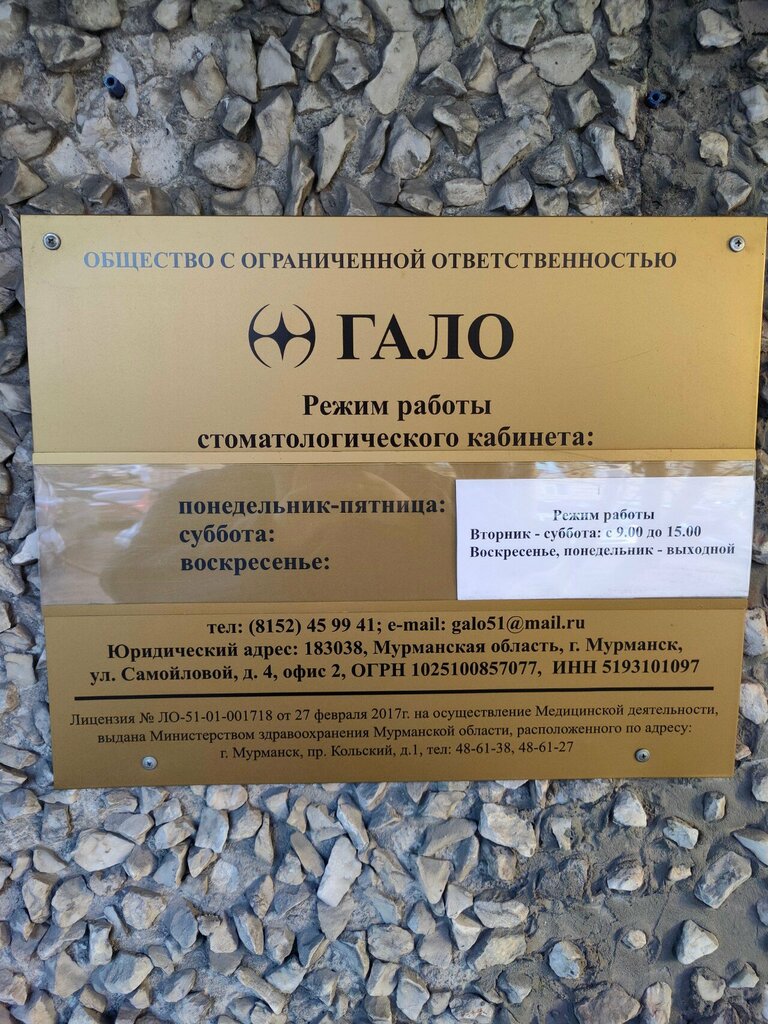 ОБЩЕСТВО С ОГРАНИЧЕННОЙ ОТВЕТСТВЕННОСТЬЮ
ГАЛО
Режим работы
стоматологического кабинета:
понедельник-пятница:
суббота:
воскресенье:
Режим работы
Вторник - суббота: с 9.00 до 15.00
Воскресенье, понедельник - выходной
тел: (8152) 45 99 41; e-mail: galo51@mail.ru
Юридический адрес: 183038, Мурманская область, г. Мурманск,
ул. Самойловой, д. 4, офис 2, ОГРН 1025100857077, ИНН 5193101097
Лицензия № ЛО-51-01-001718 от 27 февраля 2017г. на осуществление Медицинской деятельности,
выдана Министерством здравоохранения Мурманской области, расположенного по адресу:
г. Мурманск, пр. Кольский, д.1, тел: 48-61-38, 48-61-27